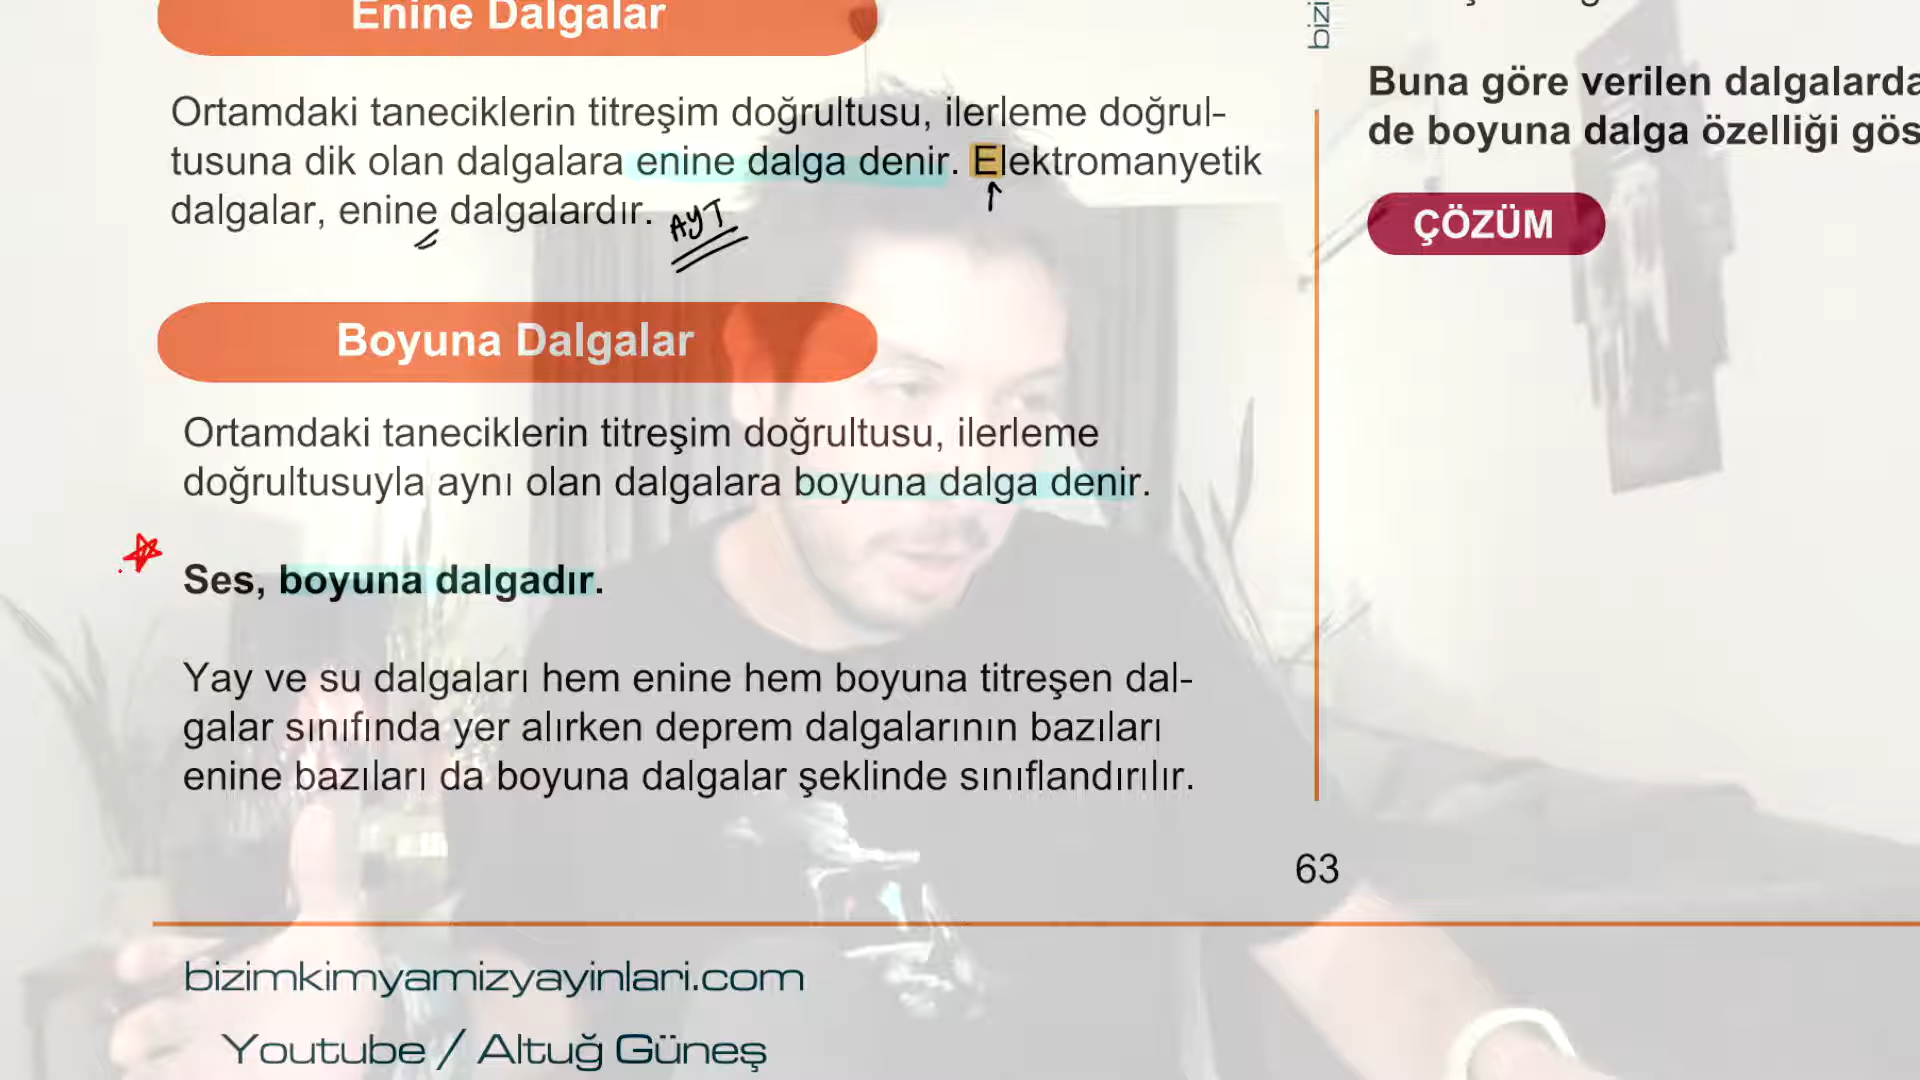 Enine Dalgalar
Ortamdaki taneciklerin titreşim doğrultusu, ilerleme doğrul-
tusuna dik olan dalgalara enine dalga denir. Elektromanyetik
dalgalar, enine dalgalardır.
AYT
Boyuna Dalgalar
Ortamdaki taneciklerin titreşim doğrultusu, ilerleme
doğrultusuyla aynı olan dalgalara boyuna dalga denir.
Ses, boyuna dalgadır.
Yay ve su dalgaları hem enine hem boyuna titreşen dal-
galar sınıfında yer alırken deprem dalgalarının bazıları
enine bazıları da boyuna dalgalar şeklinde sınıflandırılır.
63
bizimkimyamizyayinlari.com
Youtube / Altuğ Güneş
bizi
Buna göre verilen dalgalarda
de boyuna dalga özelliği gös
ÇÖZÜM